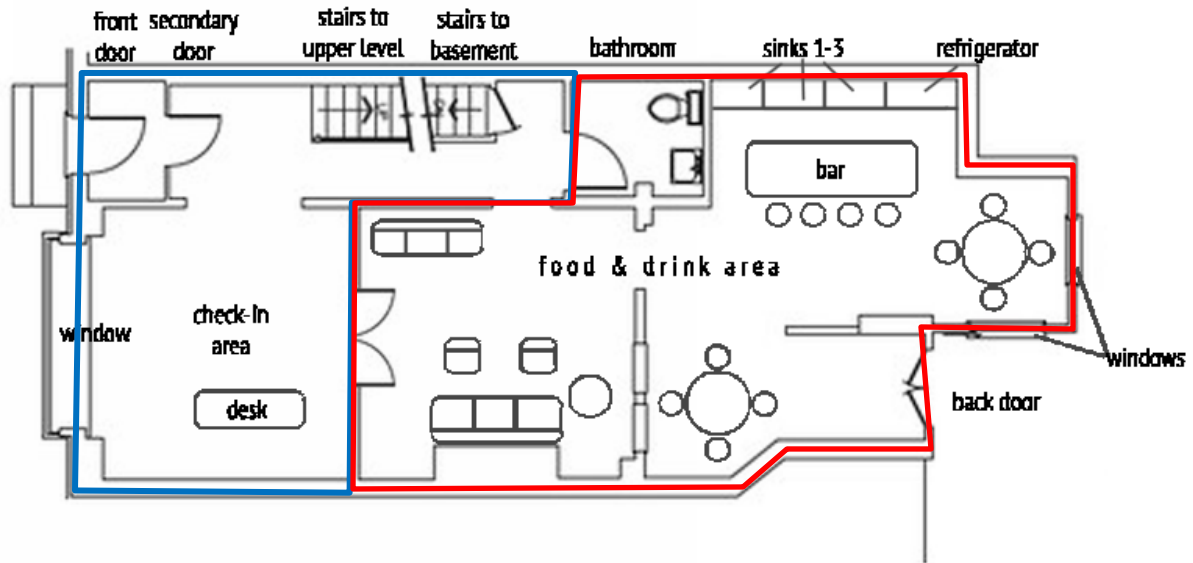 front door
secondary door
stairs to upper level
stairs to basement
bathroom
sinks 1-3
refrigerator
bar
food & drink area
check-in area
window
desk
windows
back door